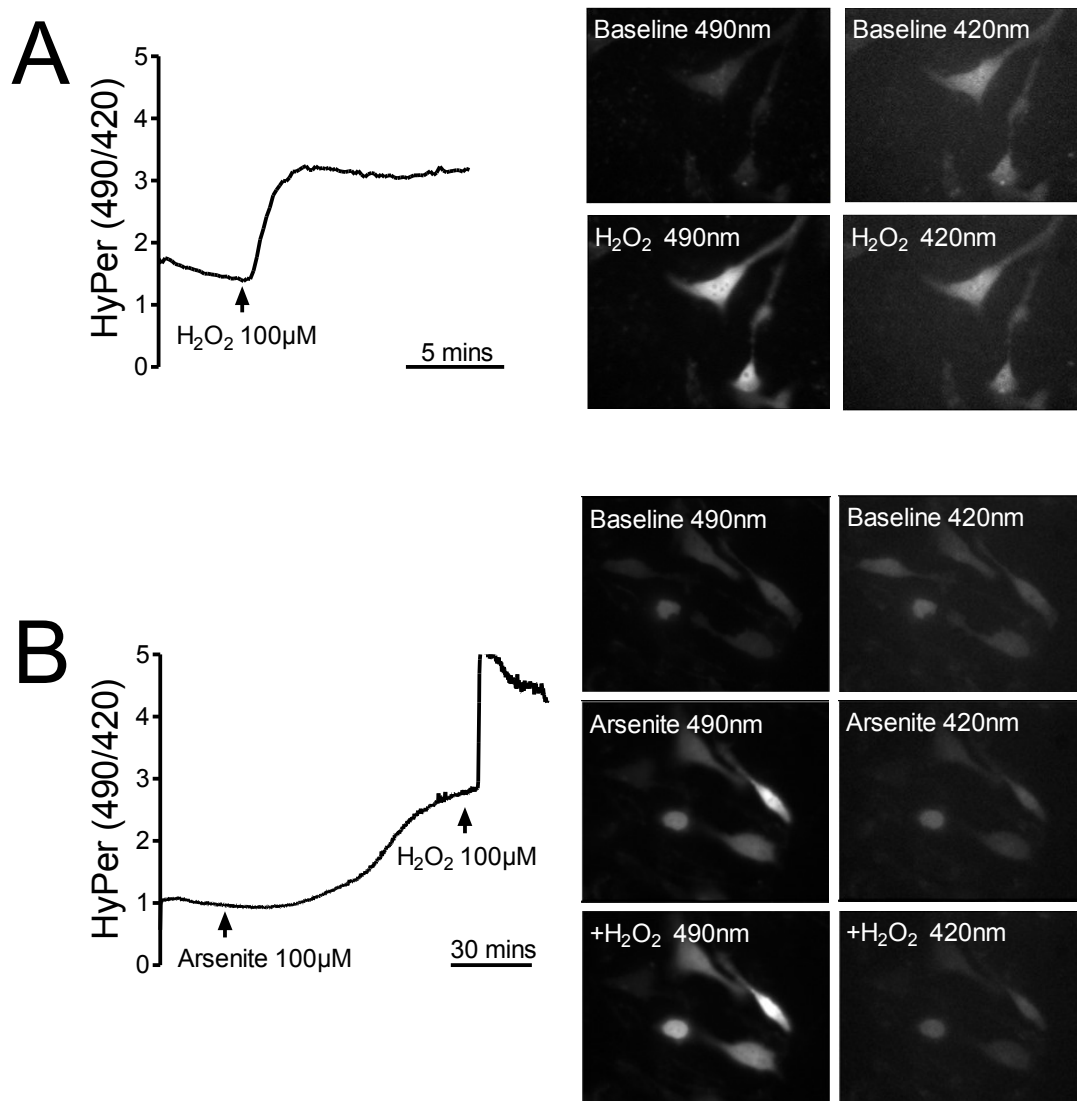 A
HyPer (490/420)
5
4
3
2
1
0
H₂O₂ 100µM
5 mins
Baseline 490nm
Baseline 420nm
H₂O₂ 490nm
H₂O₂ 420nm
B
HyPer (490/420)
5
4
3
2
1
0
Arsenite 100µM
H₂O₂ 100µM
30 mins
Baseline 490nm
Baseline 420nm
Arsenite 490nm
Arsenite 420nm
+H₂O₂ 490nm
+H₂O₂ 420nm